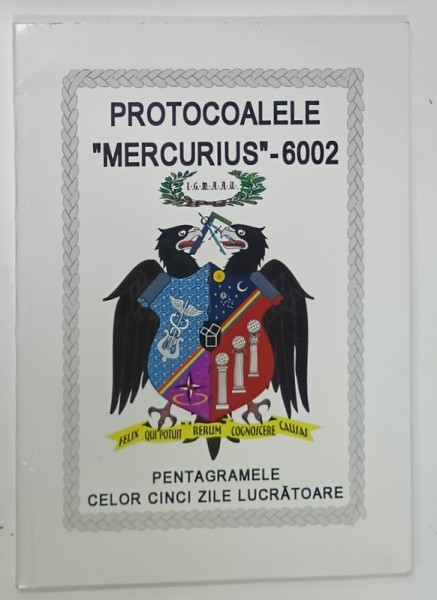 PROTOCOALELE
"MERCURIUS"-6002
I.G.M.A.A.U.
FELIX QUI POTUIT RERUM COGNOSCERE CAUSAS
PENTAGRAMELE
CELOR CINCI ZILE LUCRĂTOARE